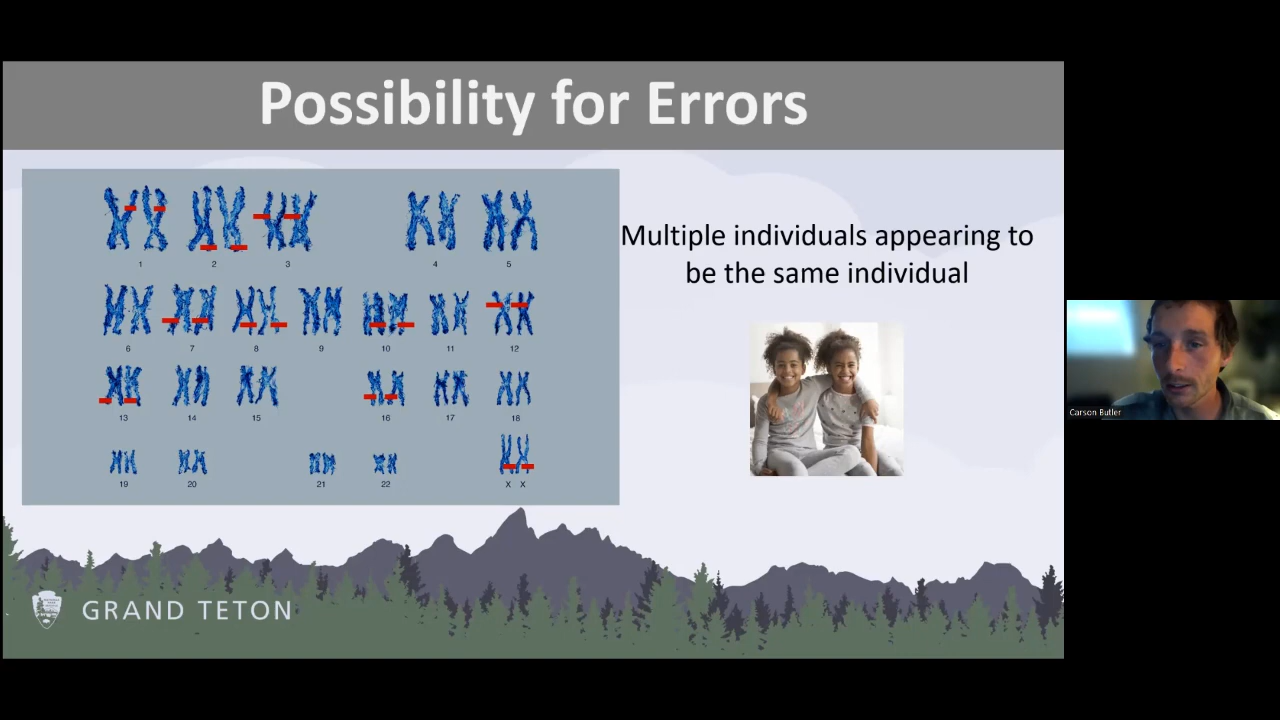 Possibility for Errors
1 2 3 4 5
6 7 8 9 10 11 12
13 14 15 16 17 18
19 20 21 22 X X
Multiple individuals appearing to
be the same individual
Carson Butler
GRAND TETON